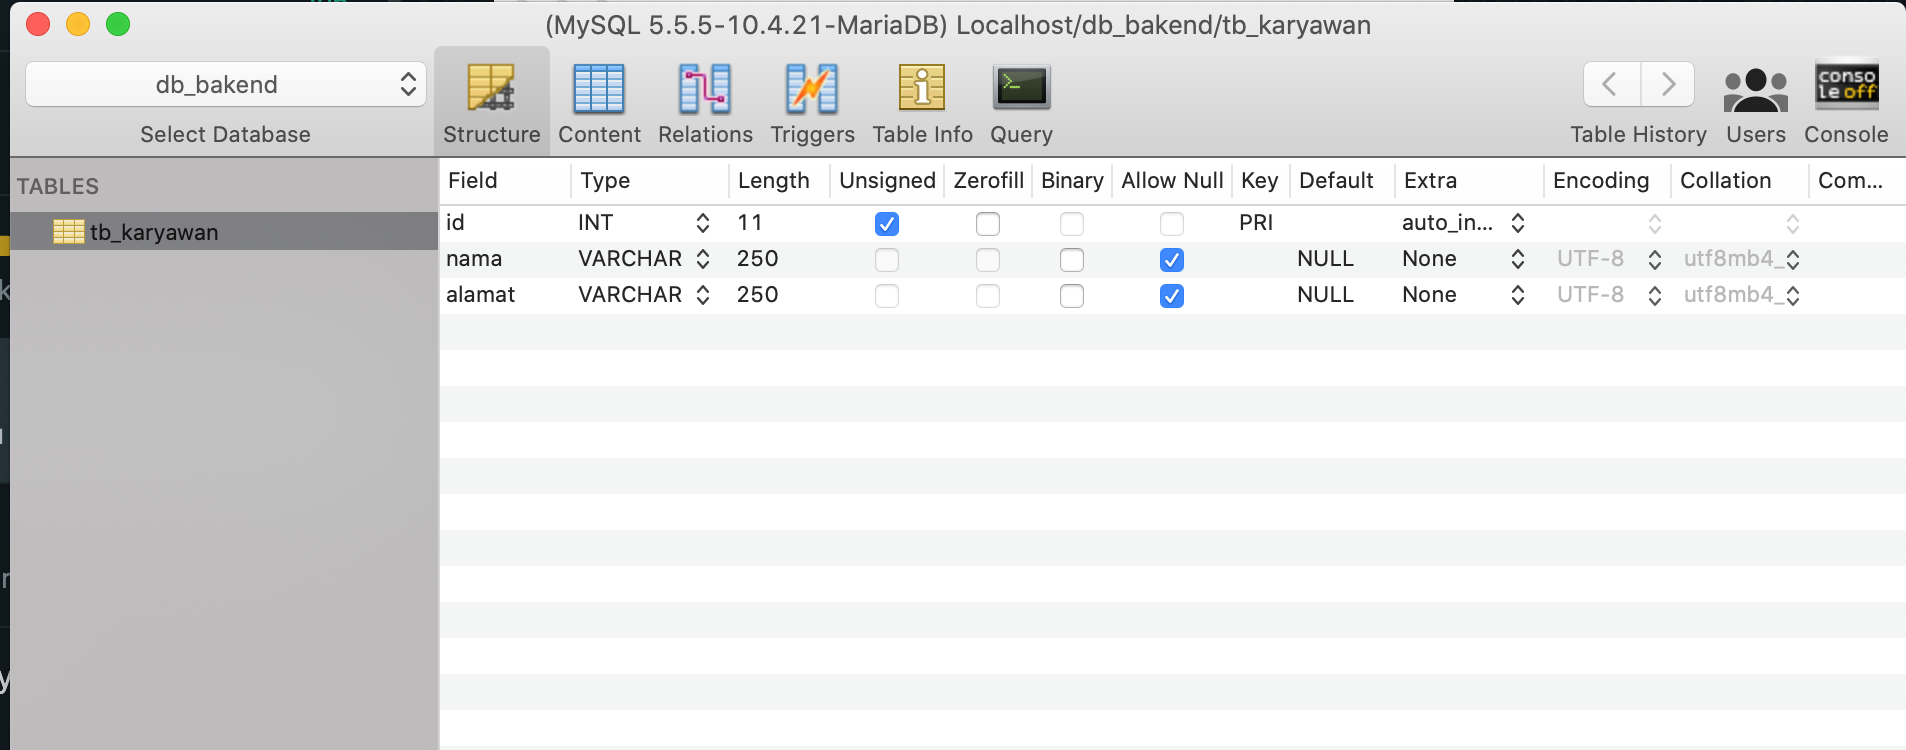 (MySQL 5.5.5-10.4.21-MariaDB) Localhost/db_bakend/tb_karyawan
db_bakend
Select Database
Structure Content Relations Triggers Table Info Query
conso
le off
Table History Users Console
TABLES
tb_karyawan
Field Type Length Unsigned Zerofill Binary Allow Null Key Default Extra Encoding Collation Com...
id INT 11 PRI auto_in...
nama VARCHAR 250 NULL None UTF-8 utf8mb4_
alamat VARCHAR 250 NULL None UTF-8 utf8mb4_